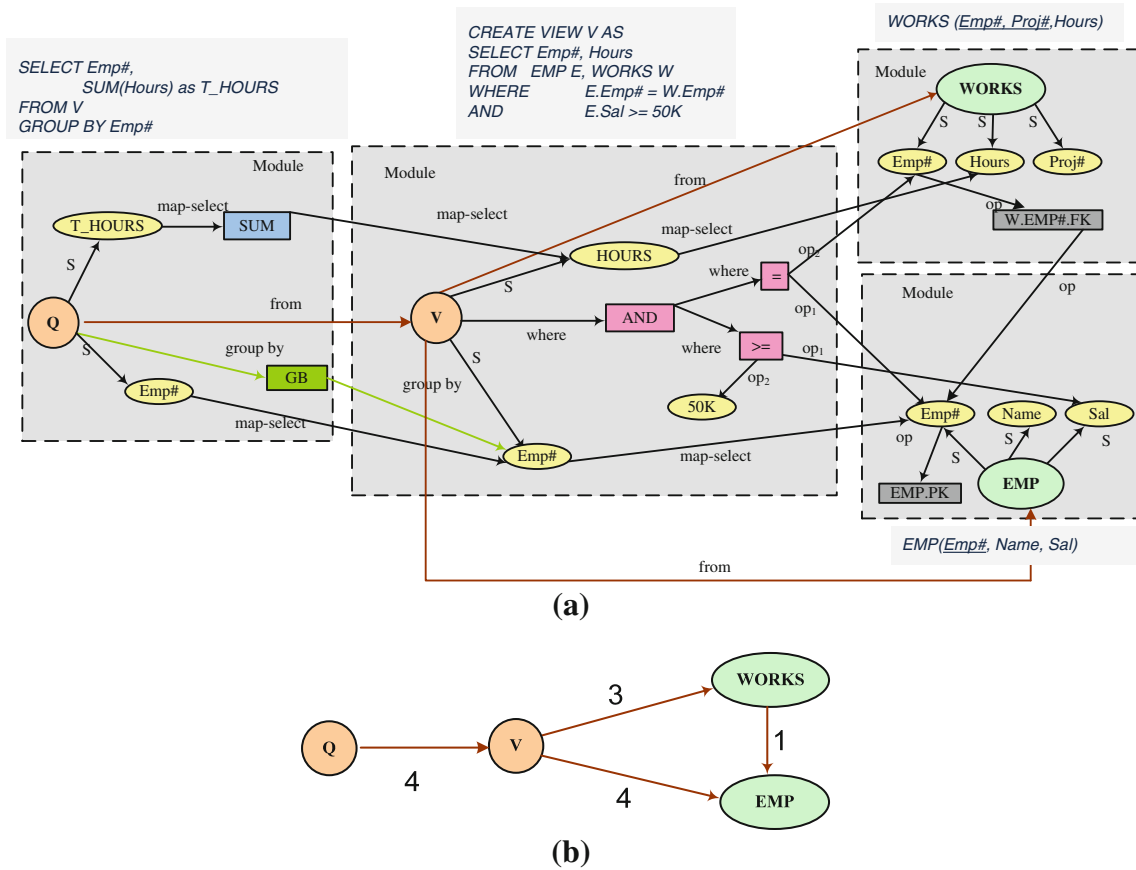 SELECT Emp#,
SUM(Hours) as T_HOURS
FROM V
GROUP BY Emp#
CREATE VIEW V AS
SELECT Emp#, Hours
FROM EMP E, WORKS W
WHERE E.Emp# = W.Emp#
AND E.Sal >= 50K
WORKS (Emp#, Proj#,Hours)
Module
T_HOURS
map-select
SUM
S
Q
S
group by
GB
Emp#
map-select
from
Module
map-select
from
HOURS
map-select
S
V
where
AND
where
=
op2
op1
where
>=
op1
op2
50K
S
group by
Emp#
map-select
from
Module
WORKS
S
S
S
Emp#
Hours
Proj#
op
W.EMP#.FK
op
Module
Emp#
Name
Sal
op
S
S
S
EMP.PK
EMP
EMP(Emp#, Name, Sal)
(a)
Q
4
V
3
WORKS
1
4
EMP
(b)